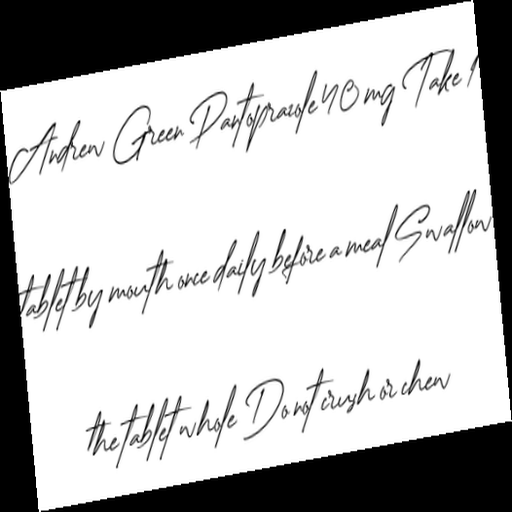 Andrew Green Pantoprazole 40 mg Take 1
tablet by mouth once daily before a meal Swallow
the tablet whole Do not crush or chew